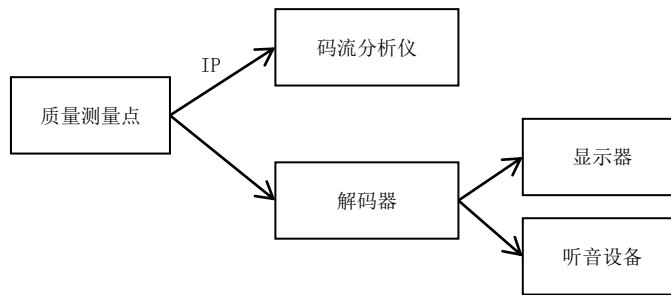 码流分析仪
IP
质量测量点
显示器
解码器
听音设备